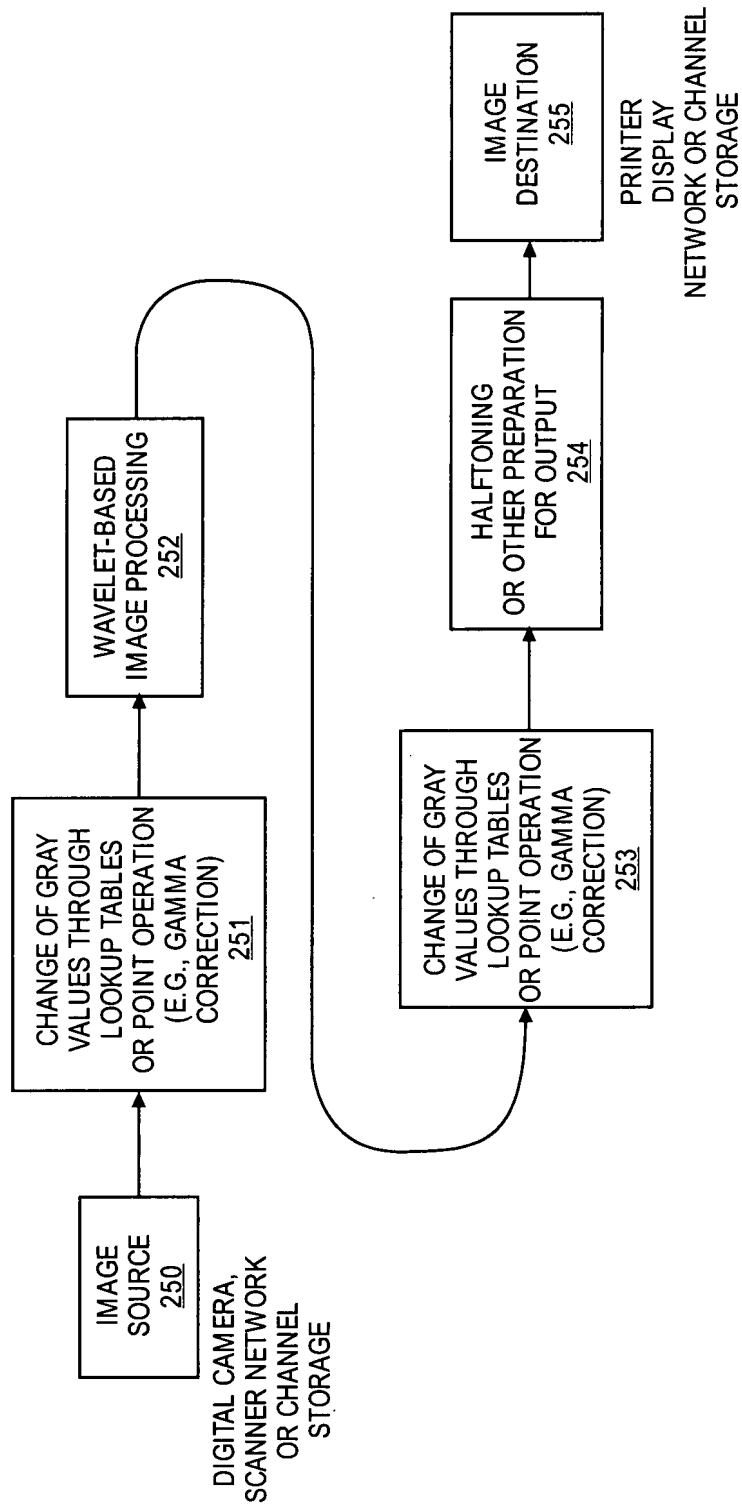 IMAGE
SOURCE
250
DIGITAL CAMERA,
SCANNER NETWORK
OR CHANNEL
STORAGE
CHANGE OF GRAY
VALUES THROUGH
LOOKUP TABLES
OR POINT OPERATION
(E.G., GAMMA
CORRECTION)
251
WAVELET-BASED
IMAGE PROCESSING
252
CHANGE OF GRAY
VALUES THROUGH
LOOKUP TABLES
OR POINT OPERATION
(E.G., GAMMA
CORRECTION)
253
HALFTONING
OR OTHER PREPARATION
FOR OUTPUT
254
IMAGE
DESTINATION
255
PRINTER
DISPLAY
NETWORK OR CHANNEL
STORAGE